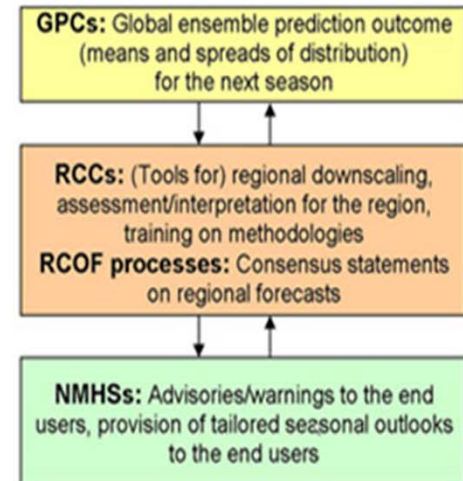 GPCs: Global ensemble prediction outcome
(means and spreads of distribution)
for the next season
RCCs: (Tools for) regional downscaling,
assessment/interpretation for the region,
training on methodologies
RCOF processes: Consensus statements
on regional forecasts
NMHSs: Advisories/warnings to the end
users, provision of tailored seasonal outlooks
to the end users